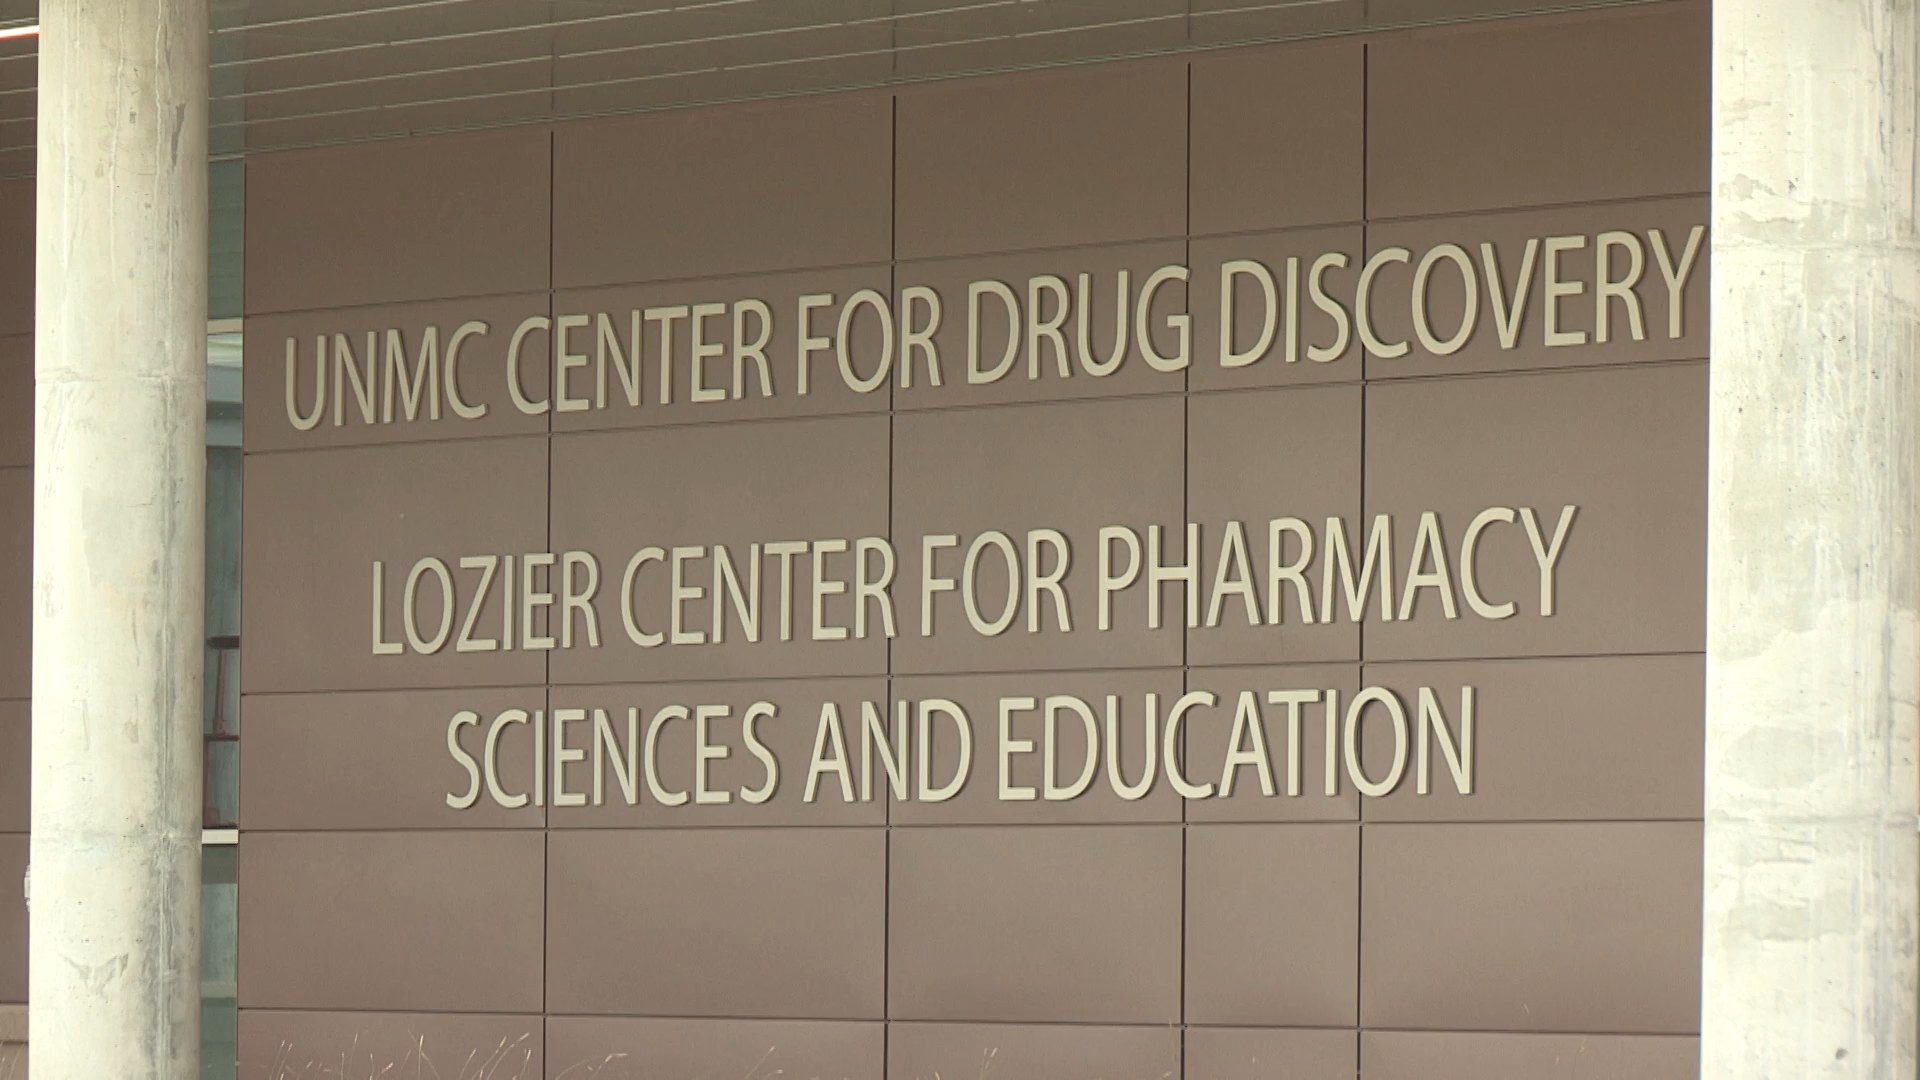 UNMC CENTER FOR DRUG DISCOVERY
LOZIER CENTER FOR PHARMACY
SCIENCES AND EDUCATION